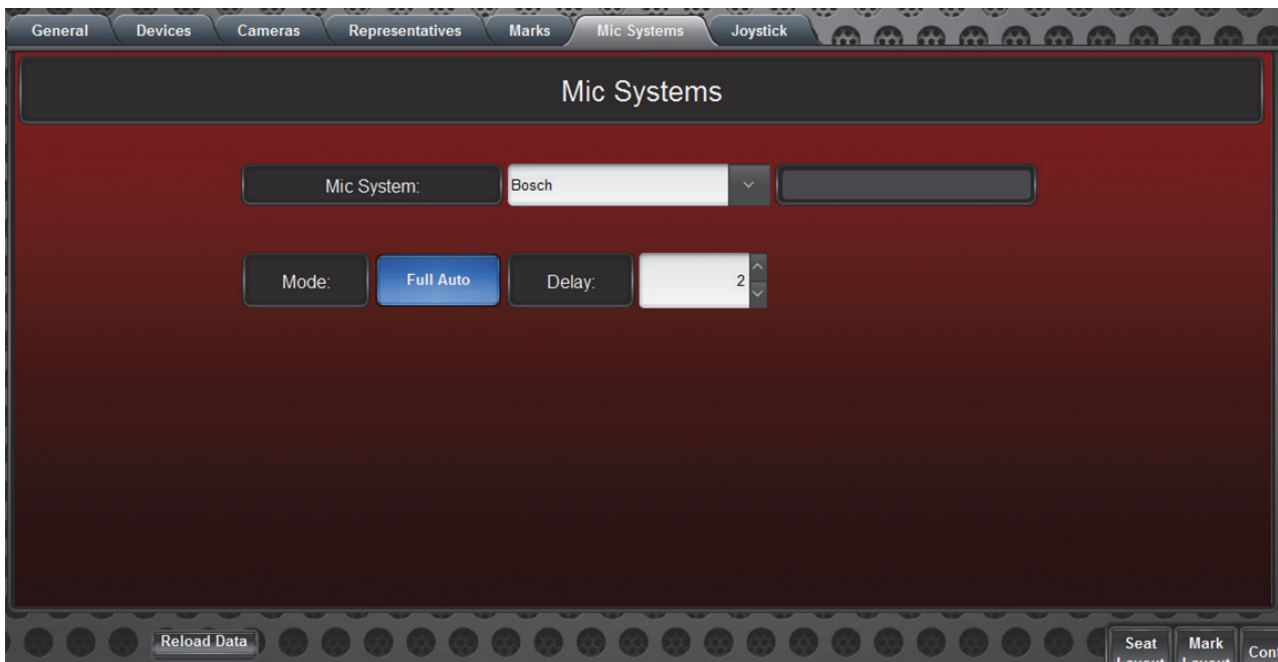 General Devices Cameras Representatives Marks Mic Systems Joystick
Mic Systems
Mic System: Bosch
Mode: Full Auto Delay: 2
Reload Data Seat Mark